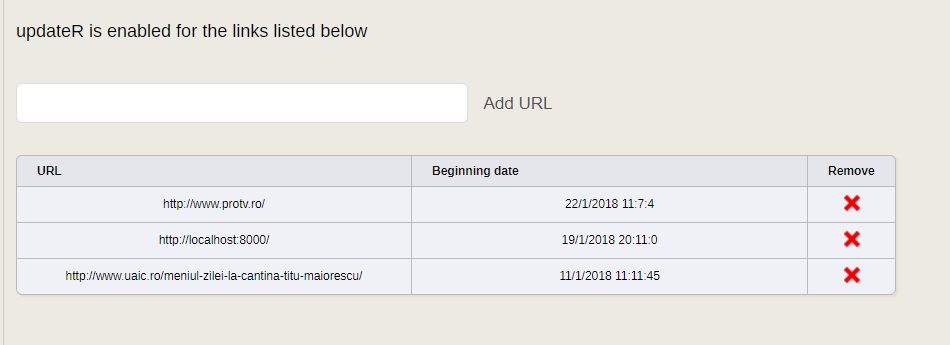 updateR is enabled for the links listed below
Add URL
URL Beginning date Remove
http://www.protv.ro/ 22/1/2018 11:7:4
http://localhost:8000/ 19/1/2018 20:11:0
http://www.uaic.ro/meniul-zilei-la-cantina-titu-maiorescu/ 11/1/2018 11:11:45